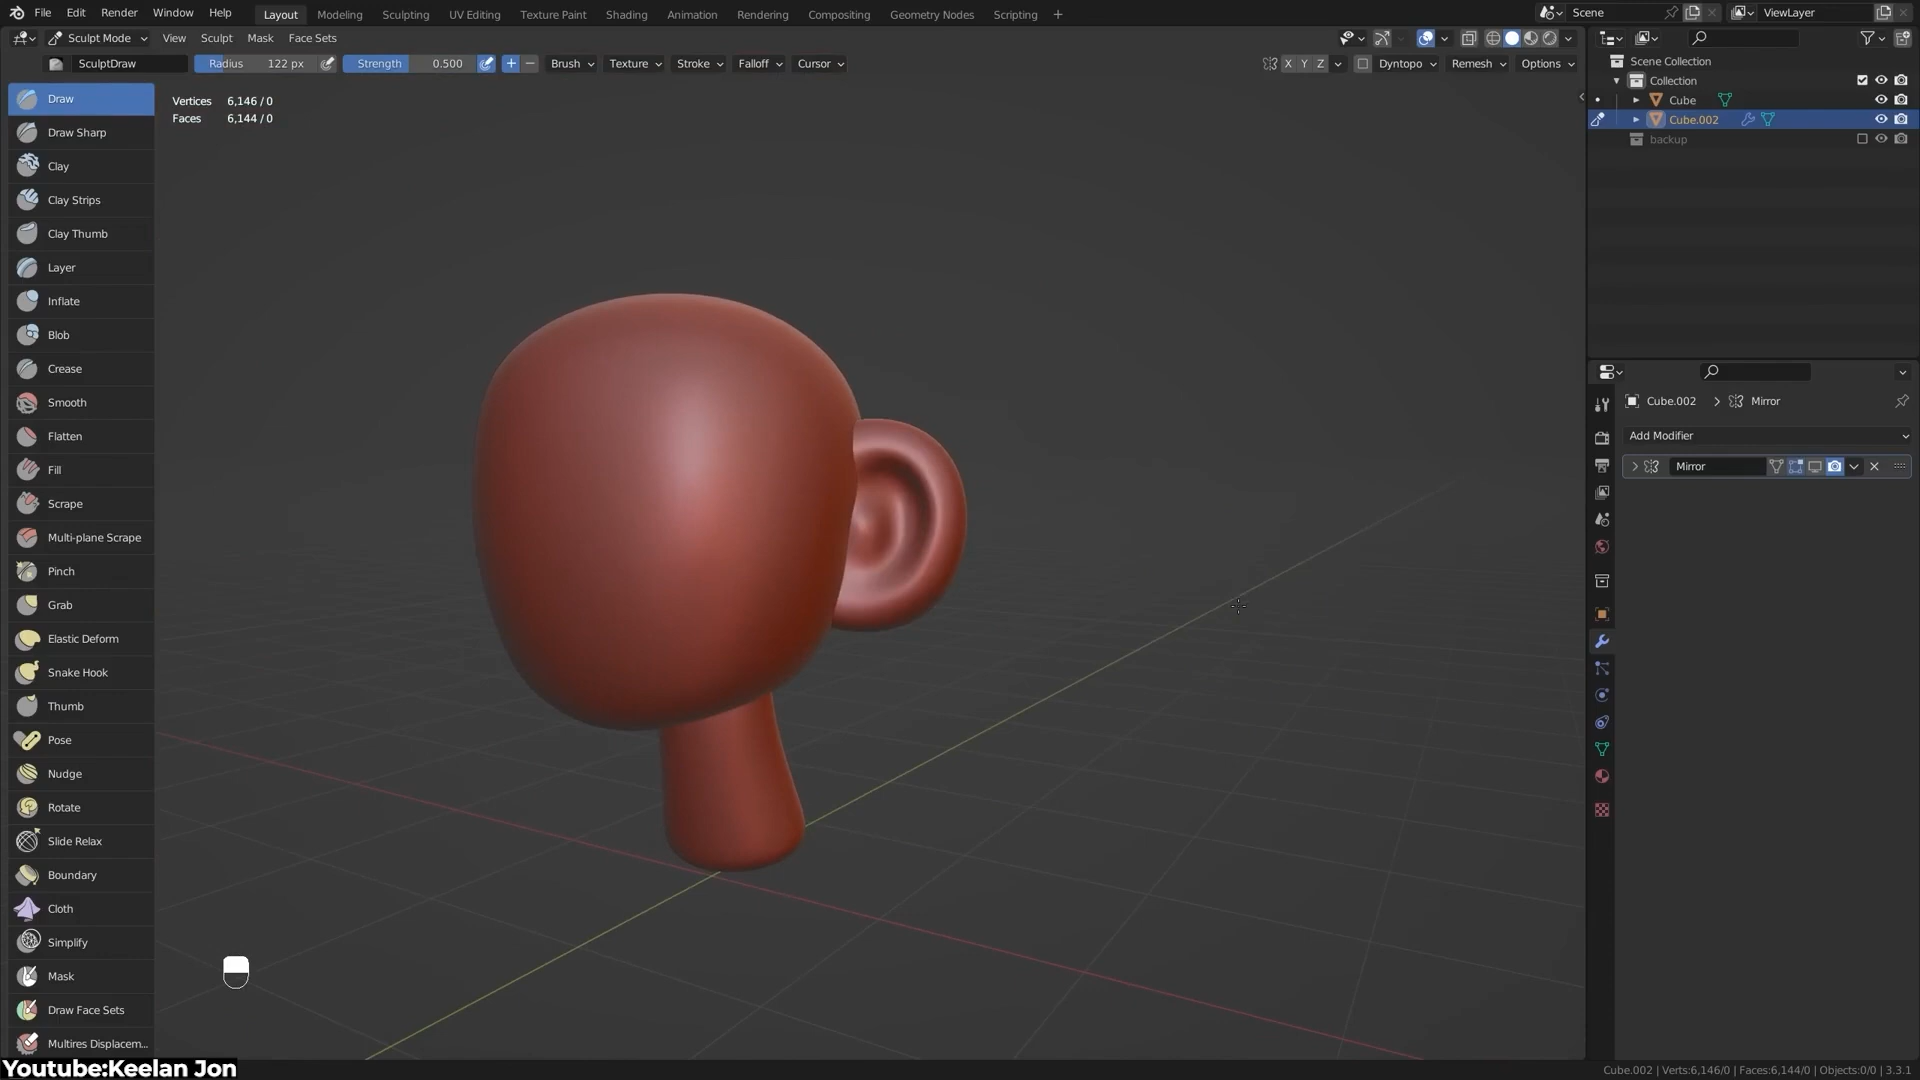 File Edit Render Window Help Layout Modeling Sculpting UV Editing Texture Paint Shading Animation Rendering Compositing Geometry Nodes Scripting + Scene ViewLayer
Sculpt Mode View Sculpt Mask Face Sets
SculptDraw Radius 122 px Strength 0.500 + − Brush Texture Stroke Falloff Cursor X Y Z Dyntopo Remesh Options
Vertices 6,146 / 0
Faces 6,144 / 0
Draw
Draw Sharp
Clay
Clay Strips
Clay Thumb
Layer
Inflate
Blob
Crease
Smooth
Flatten
Fill
Scrape
Multi-plane Scrape
Pinch
Grab
Elastic Deform
Snake Hook
Thumb
Pose
Nudge
Rotate
Slide Relax
Boundary
Cloth
Simplify
Mask
Draw Face Sets
Multires Displacem...
Scene Collection
Collection
Cube
Cube.002
backup
Cube.002 > Mirror
Add Modifier
Mirror
Youtube:Keelan Jon
Cube.002 | Verts:6,146/0 | Faces:6,144/0 | Objects:0/0 | 3.3.1